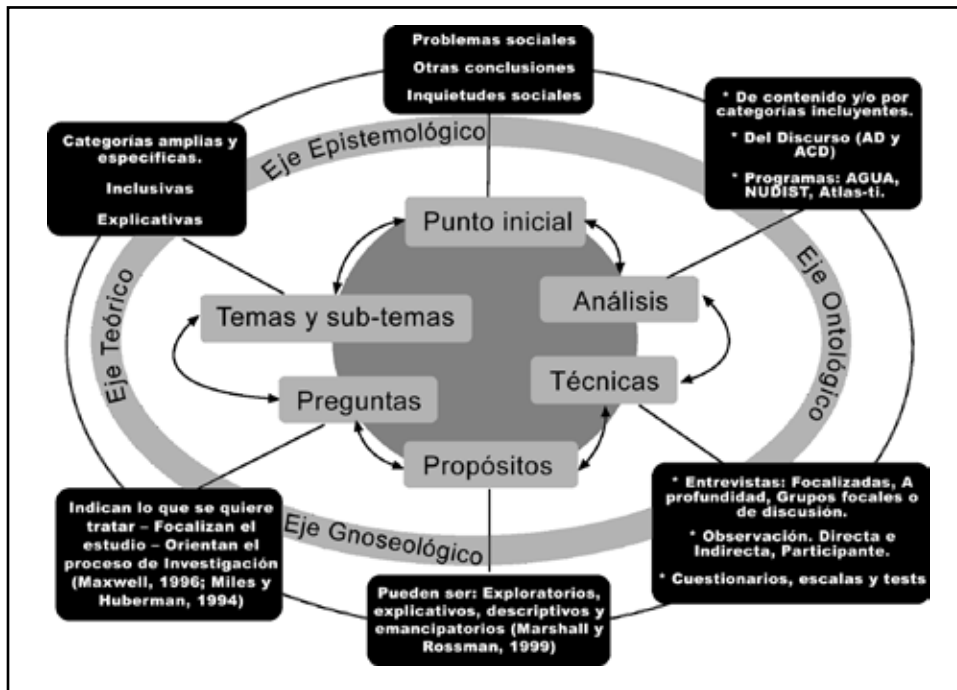 Problemas sociales
Otras conclusiones
Inquietudes sociales
* De contenido y/o por
categorías incluyentes.
* Del Discurso (AD y
ACD)
* Programas: AGUA,
NUDIST, Atlas-ti.
Categorías amplias y
específicas.
Inclusivas
Explicativas
Eje Epistemológico
Punto inicial
Eje Ontológico
Análisis
Temas y sub-temas
Eje Teórico
Técnicas
Preguntas
Propósitos
Eje Gnoseológico
Indican lo que se quiere
tratar – Focalizan el
estudio – Orientan el
proceso de Investigación
(Maxwell, 1996; Miles y
Huberman, 1994)
Pueden ser: Exploratorios,
explicativos, descriptivos y
emancipatorios (Marshall y
Rossman, 1999)
* Entrevistas: Focalizadas, A
profundidad, Grupos focales o
de discusión.
* Observación. Directa e
Indirecta, Participante.
* Cuestionarios, escalas y tests